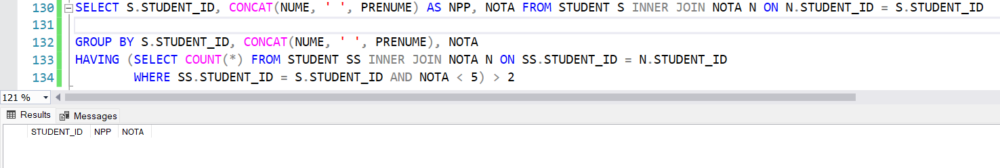 130 SELECT S.STUDENT_ID, CONCAT(NUME, ' ', PRENUME) AS NPP, NOTA FROM STUDENT S INNER JOIN NOTA N ON N.STUDENT_ID = S.STUDENT_ID
131
132 GROUP BY S.STUDENT_ID, CONCAT(NUME, ' ', PRENUME), NOTA
133 HAVING (SELECT COUNT(*) FROM STUDENT SS INNER JOIN NOTA N ON SS.STUDENT_ID = N.STUDENT_ID
134 WHERE SS.STUDENT_ID = S.STUDENT_ID AND NOTA < 5) > 2
121 %
Results Messages
STUDENT_ID NPP NOTA